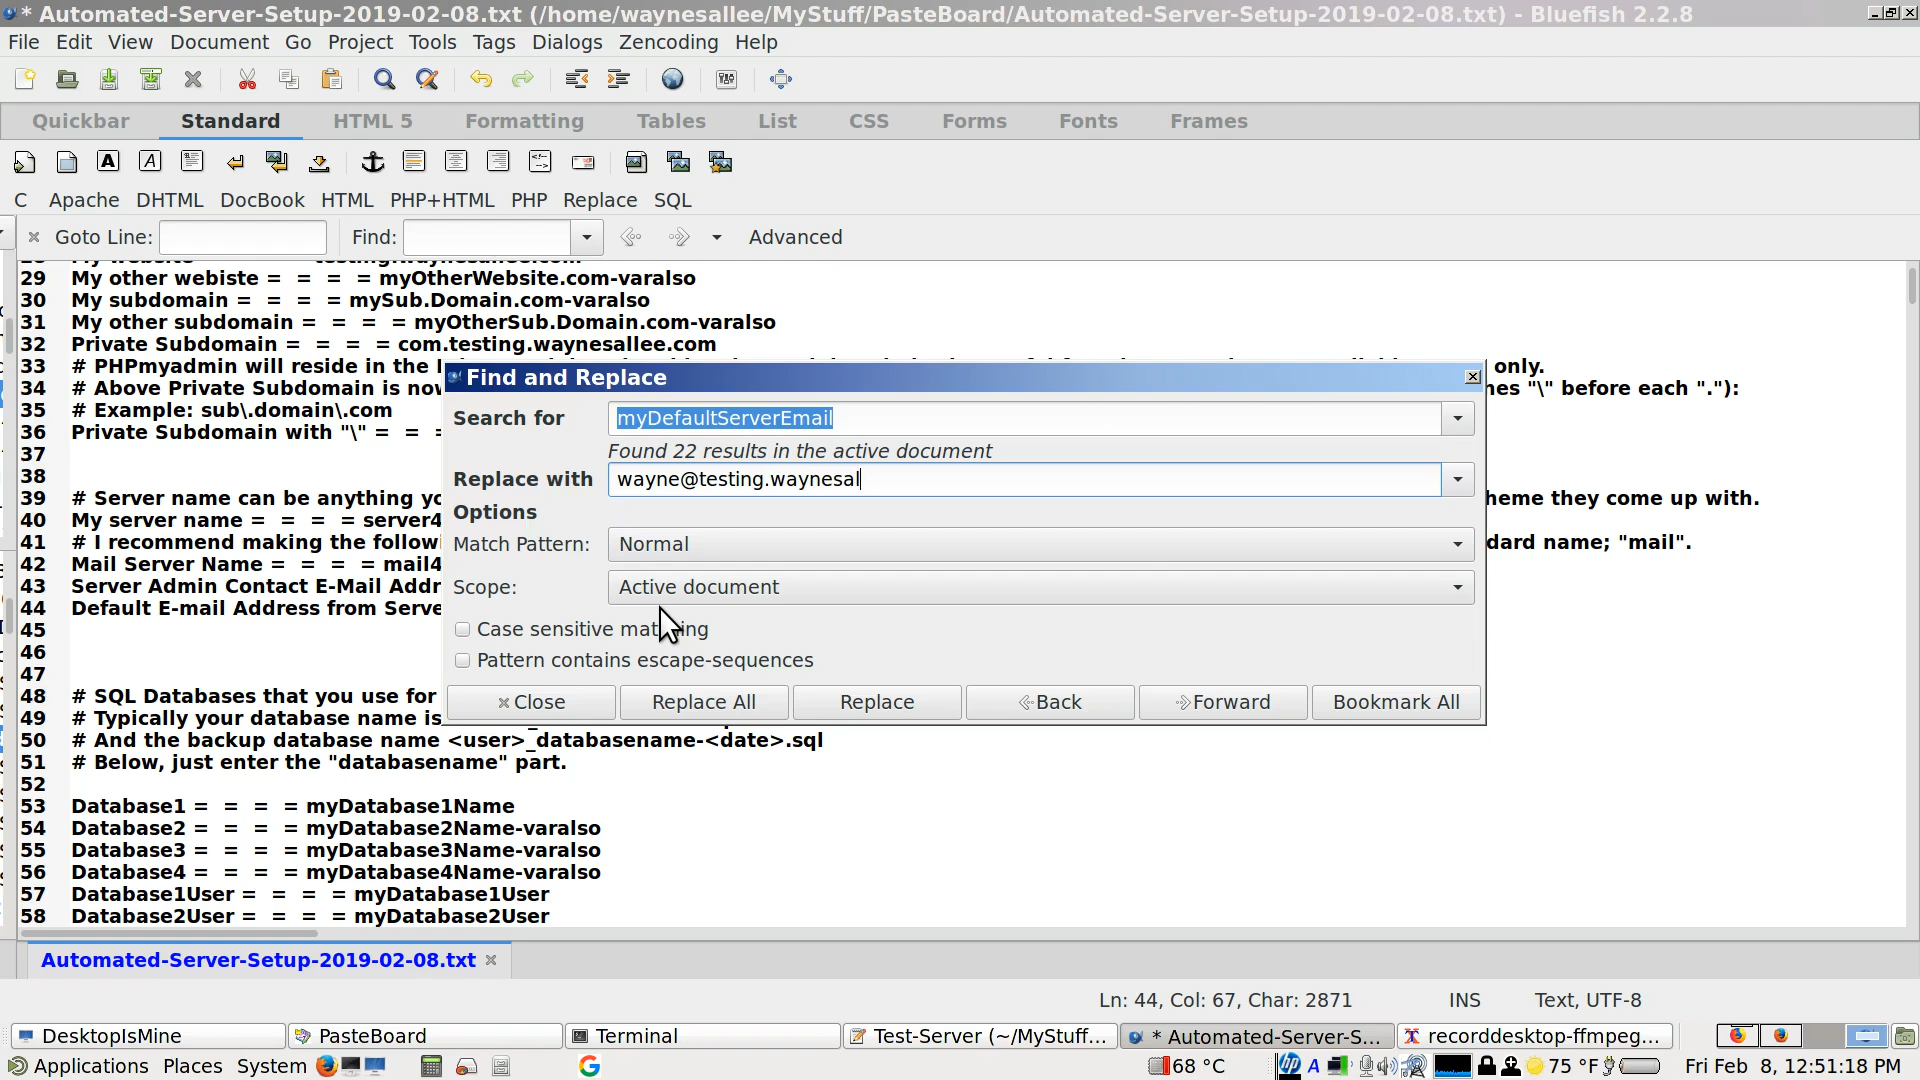 * Automated-Server-Setup-2019-02-08.txt (/home/waynesallee/MyStuff/PasteBoard/Automated-Server-Setup-2019-02-08.txt) - Bluefish 2.2.8
File Edit View Document Go Project Tools Tags Dialogs Zencoding Help
Quickbar Standard HTML 5 Formatting Tables List CSS Forms Fonts Frames
C Apache DHTML DocBook HTML PHP+HTML PHP Replace SQL
Goto Line: Find: Advanced
29 My other webiste = = = = myOtherWebsite.com-varalso
30 My subdomain = = = = mySub.Domain.com-varalso
31 My other subdomain = = = = myOtherSub.Domain.com-varalso
32 Private Subdomain = = = = com.testing.waynesallee.com
33 # PHPmyadmin will reside in the only.
34 # Above Private Subdomain is "\" before each "."):
35 # Example: sub\.domain\.com
36 Private Subdomain with "\" = =
37
38
39 # Server name can be anything they come up with.
40 My server name = = = = server4
41 # I recommend making the name; "mail".
42 Mail Server Name = = = = mail4
43 Server Admin Contact E-Mail
44 Default E-mail Address from
45
46
47
48 # SQL Databases that you use for
49 # Typically your database name is
50 # And the backup database name <user>_databasename-<date>.sql
51 # Below, just enter the "databasename" part.
52
53 Database1 = = = = myDatabase1Name
54 Database2 = = = = myDatabase2Name-varalso
55 Database3 = = = = myDatabase3Name-varalso
56 Database4 = = = = myDatabase4Name-varalso
57 Database1User = = = = myDatabase1User
58 Database2User = = = = myDatabase2User
Find and Replace
Search for myDefaultServerEmail
Found 22 results in the active document
Replace with wayne@testing.waynesal
Options
Match Pattern: Normal
Scope: Active document
Case sensitive matching
Pattern contains escape-sequences
Close Replace All Replace Back Forward Bookmark All
Automated-Server-Setup-2019-02-08.txt
Ln: 44, Col: 67, Char: 2871 INS Text, UTF-8
DesktopIsMine PasteBoard Terminal Test-Server (~/MyStuff... * Automated-Server-S... recorddesktop-ffmpeg...
Applications Places System 68 °C A 75 °F Fri Feb 8, 12:51:18 PM